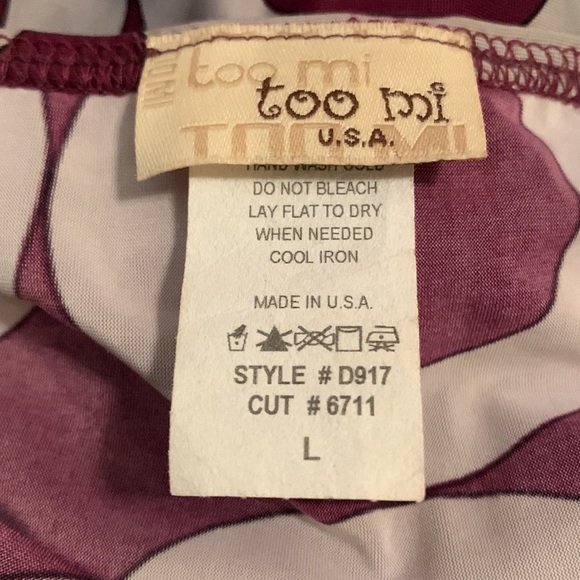 too mi
too mi
U.S.A.
TOO MI
HAND WASH COLD
DO NOT BLEACH
LAY FLAT TO DRY
WHEN NEEDED
COOL IRON
MADE IN U.S.A.
STYLE # D917
CUT # 6711
L